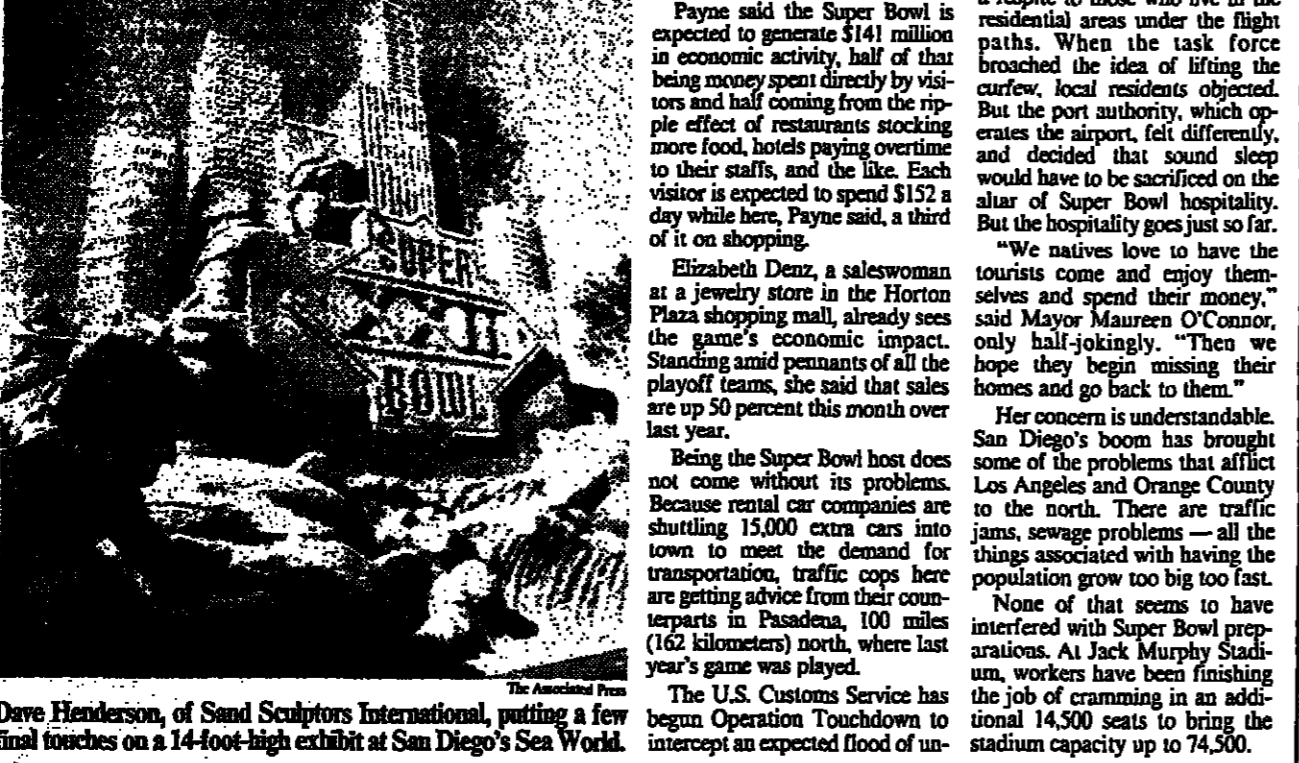 SUPER
BOWL
The Associated Press
Dave Henderson, of Sand Sculptors International, putting a few
final touches on a 14-foot-high exhibit at San Diego's Sea World.
Payne said the Super Bowl is
expected to generate $141 million
in economic activity, half of that
being money spent directly by visi-
tors and half coming from the rip-
ple effect of restaurants stocking
more food, hotels paying overtime
to their staffs, and the like. Each
visitor is expected to spend $152 a
day while here, Payne said, a third
of it on shopping.
Elizabeth Denz, a saleswoman
at a jewelry store in the Horton
Plaza shopping mall, already sees
the game's economic impact.
Standing amid pennants of all the
playoff teams, she said that sales
are up 50 percent this month over
last year.
Being the Super Bowl host does
not come without its problems.
Because rental car companies are
shuttling 15,000 extra cars into
town to meet the demand for
transportation, traffic cops here
are getting advice from their coun-
terparts in Pasadena, 100 miles
(162 kilometers) north, where last
year's game was played.
The U.S. Customs Service has
begun Operation Touchdown to
intercept an expected flood of un-
a respite to those who live in the
residential areas under the flight
paths. When the task force
broached the idea of lifting the
curfew, local residents objected.
But the port authority, which op-
erates the airport, felt differently,
and decided that sound sleep
would have to be sacrificed on the
altar of Super Bowl hospitality.
But the hospitality goes just so far.
"We natives love to have the
tourists come and enjoy them-
selves and spend their money,"
said Mayor Maureen O'Connor,
only half-jokingly. "Then we
hope they begin missing their
homes and go back to them."
Her concern is understandable.
San Diego's boom has brought
some of the problems that afflict
Los Angeles and Orange County
to the north. There are traffic
jams, sewage problems — all the
things associated with having the
population grow too big too fast.
None of that seems to have
interfered with Super Bowl prep-
arations. At Jack Murphy Stadi-
um, workers have been finishing
the job of cramming in an addi-
tional 14,500 seats to bring the
stadium capacity up to 74,500.